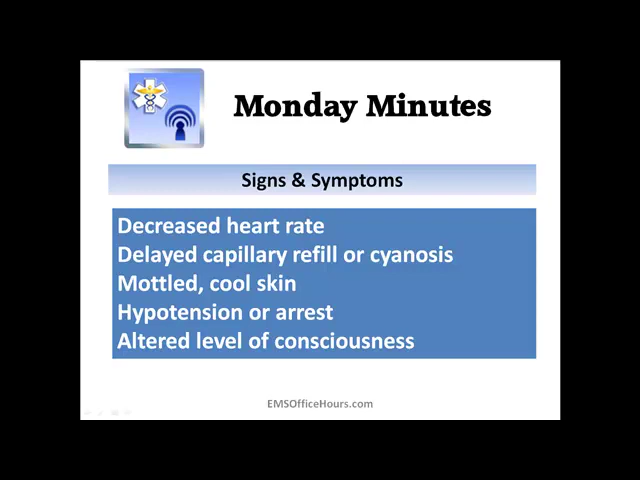 Monday Minutes
Signs & Symptoms
Decreased heart rate
Delayed capillary refill or cyanosis
Mottled, cool skin
Hypotension or arrest
Altered level of consciousness
EMSOfficeHours.com